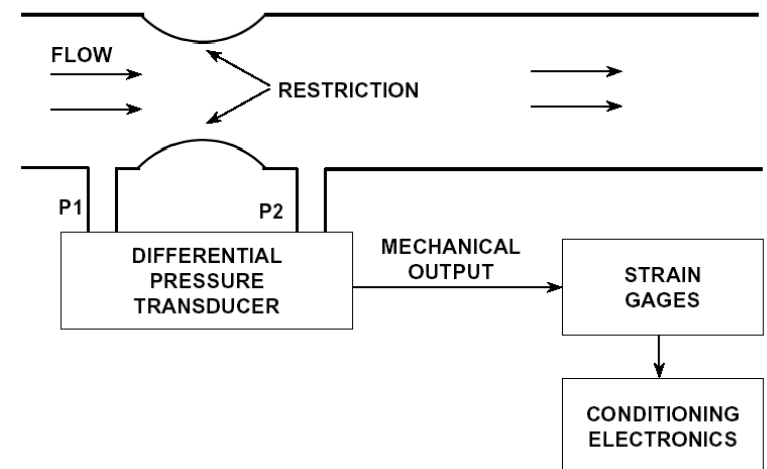 FLOW
RESTRICTION
P1
P2
DIFFERENTIAL
PRESSURE
TRANSDUCER
MECHANICAL
OUTPUT
STRAIN
GAGES
CONDITIONING
ELECTRONICS